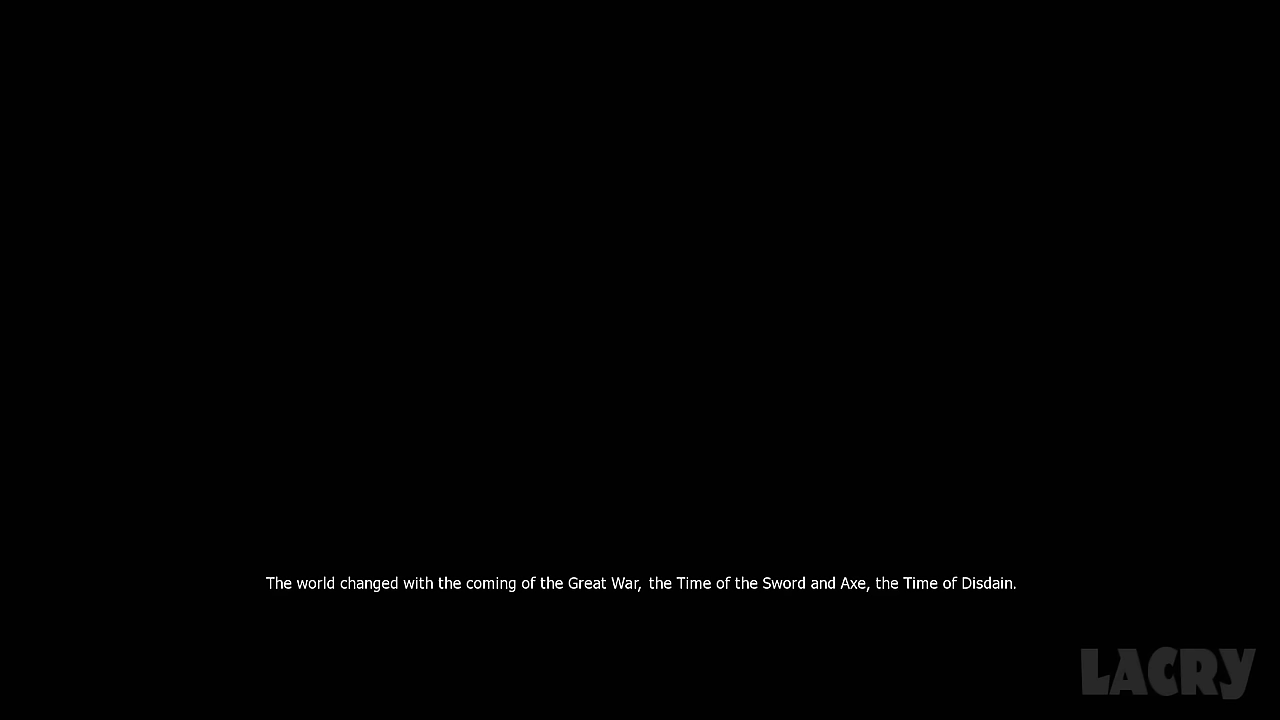 The world changed with the coming of the Great War, the Time of the Sword and Axe, the Time of Disdain.
LACRY